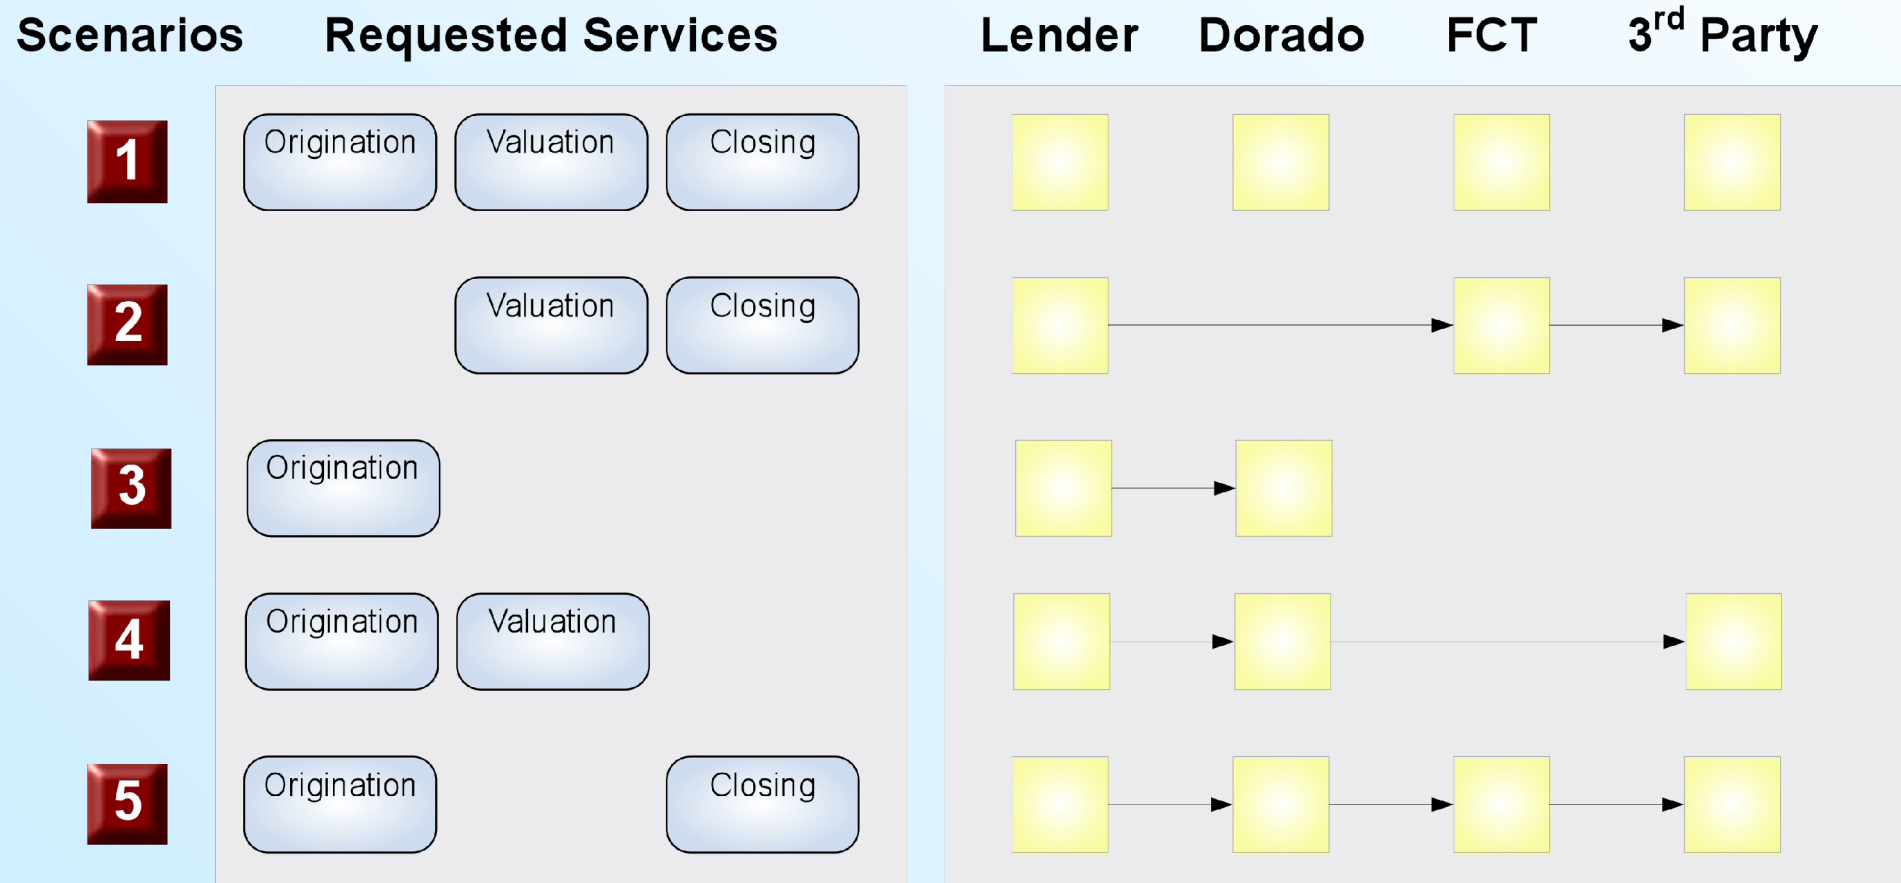 Scenarios Requested Services Lender Dorado FCT 3rd Party
1 Origination Valuation Closing
2 Valuation Closing
3 Origination
4 Origination Valuation
5 Origination Closing